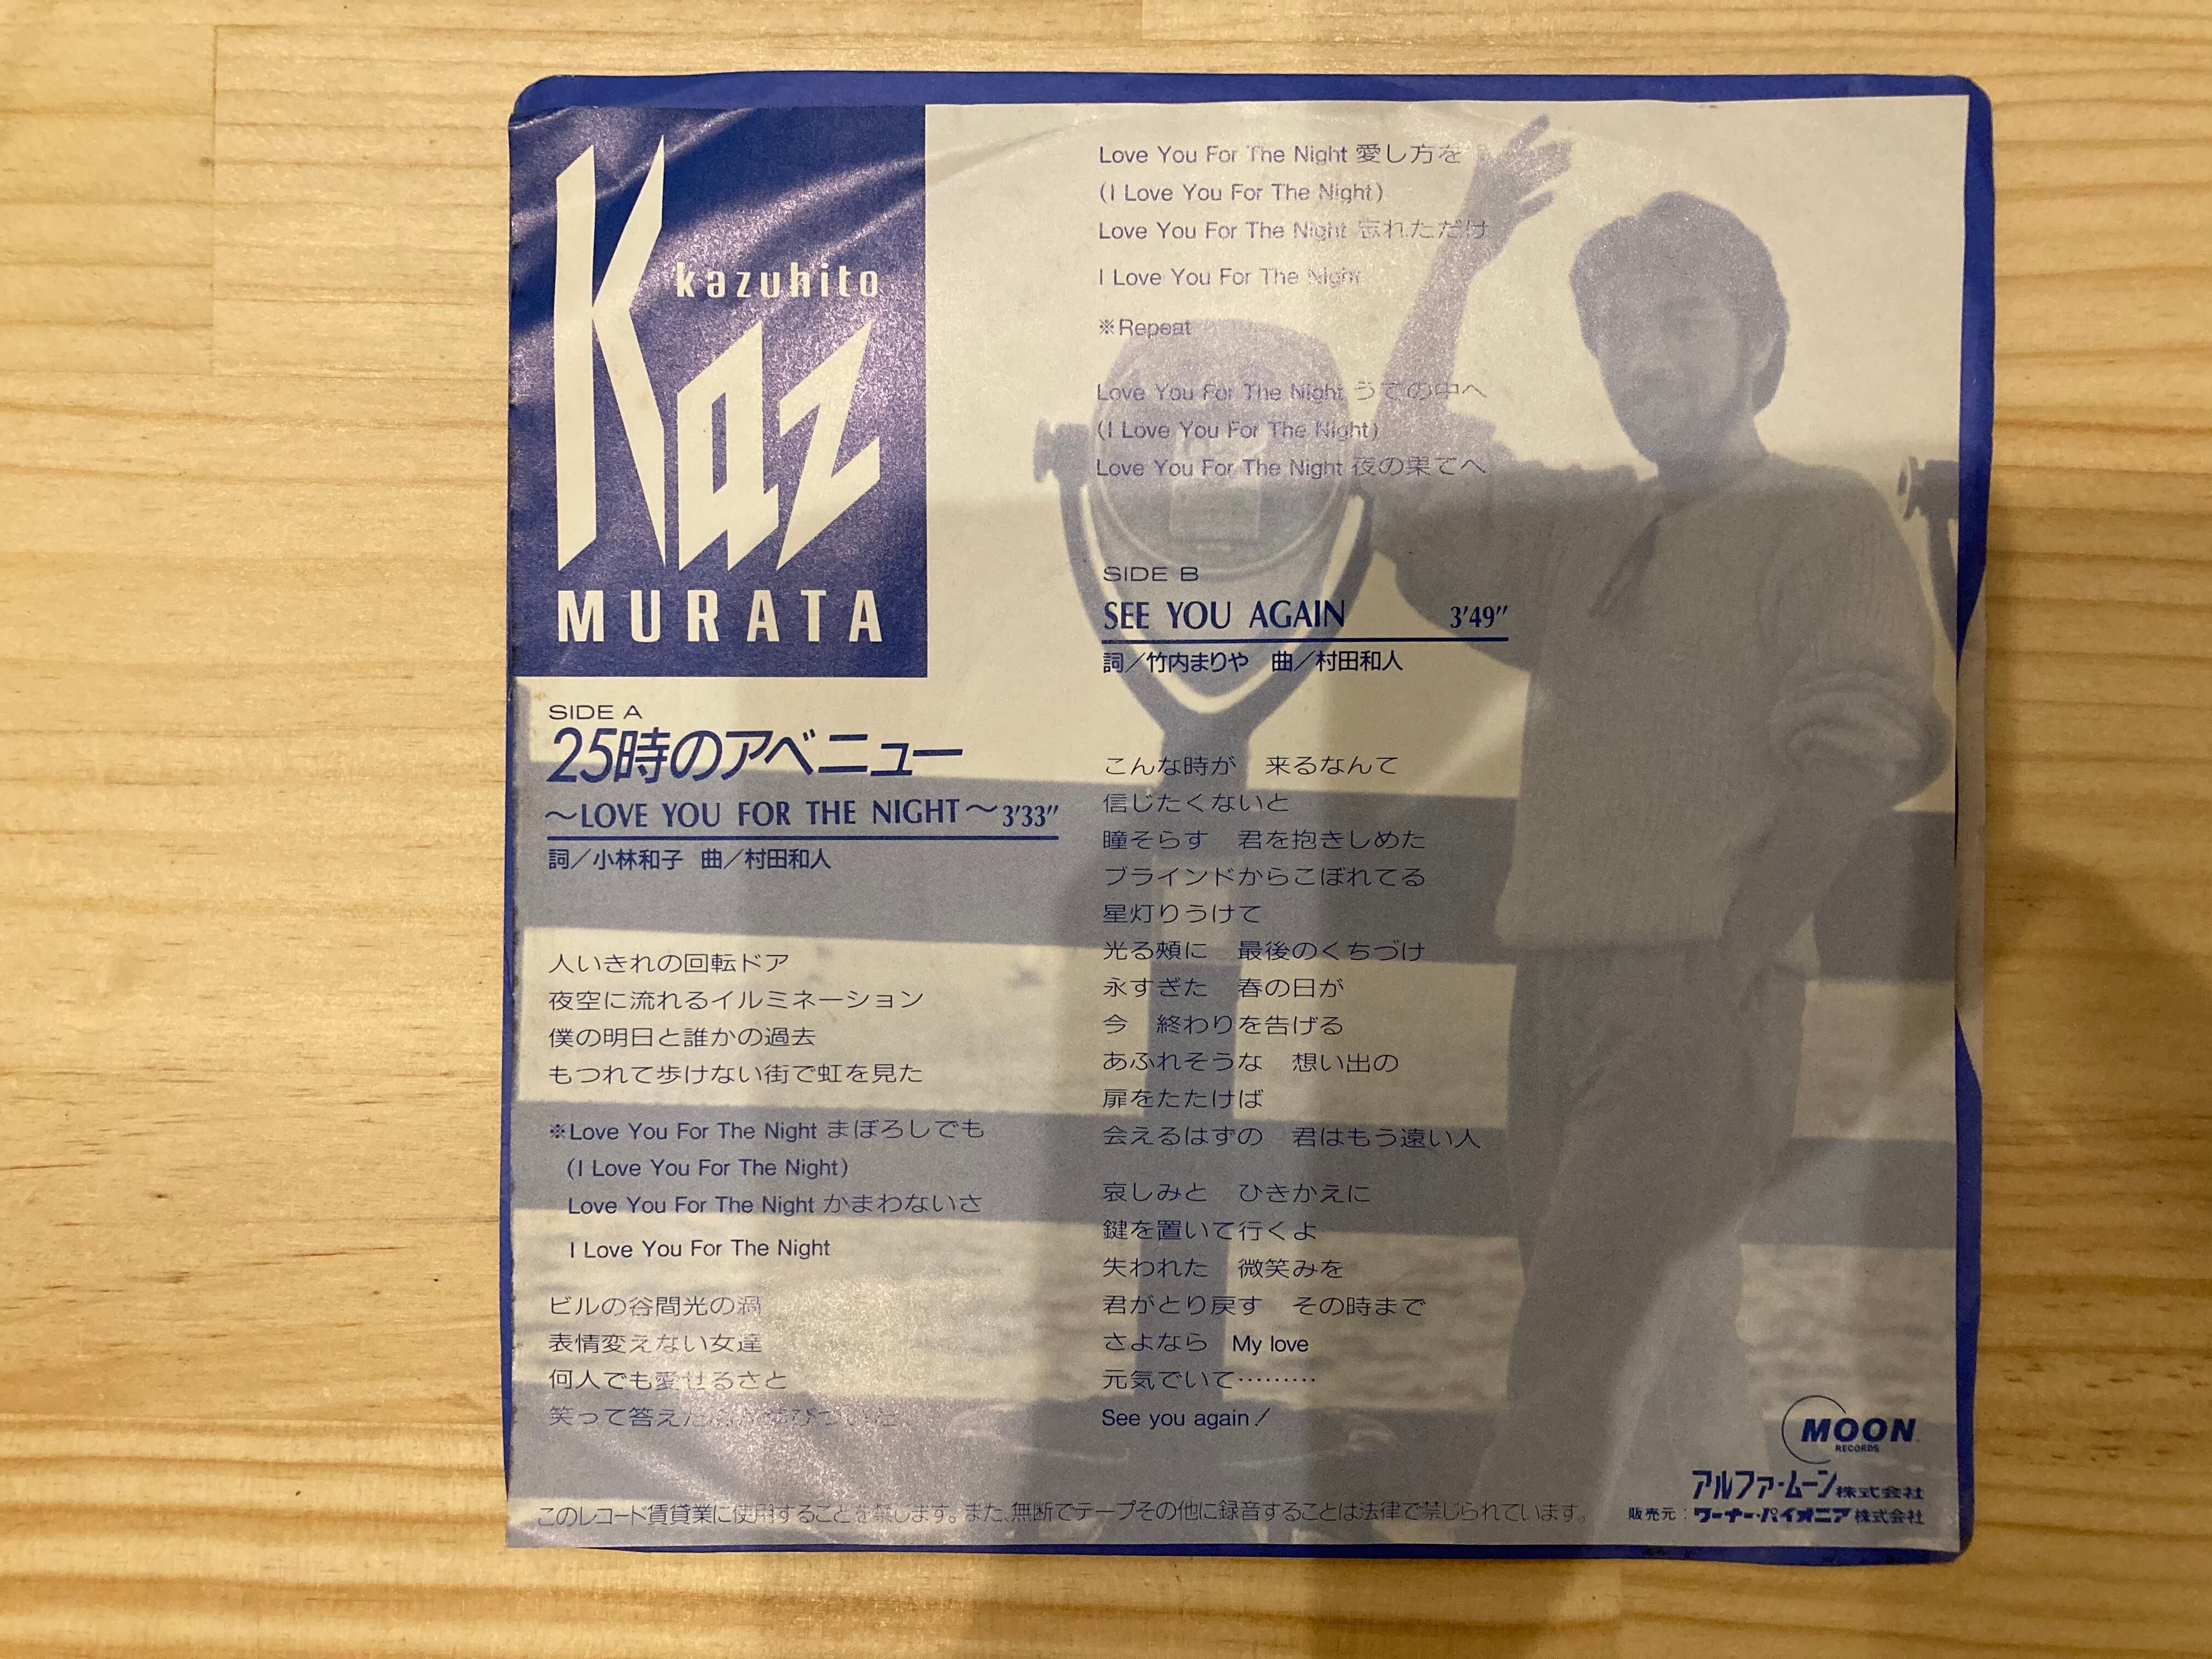 Kaz
kazuhito
MURATA
SIDE A
25時のアベニュー
～LOVE YOU FOR THE NIGHT～3'33"
詞／小林和子 曲／村田和人
人いきれの回転ドア
夜空に流れるイルミネーション
僕の明日と誰かの過去
もつれて歩けない街で虹を見た
※Love You For The Night まぼろしでも
(I Love You For The Night)
Love You For The Night かまわないさ
I Love You For The Night
ビルの谷間光の渦
表情変えない女達
何人でも愛せるさと
笑って答えた
Love You For The Night 愛し方を
(I Love You For The Night)
Love You For The Night 忘れただけ
I Love You For The Night
※Repeat
Love You For The Night うでの中へ
(I Love You For The Night)
Love You For The Night 夜の果てへ
SIDE B
SEE YOU AGAIN 3'49"
詞／竹内まりや 曲／村田和人
こんな時が 来るなんて
信じたくないと
瞳そらす 君を抱きしめた
ブラインドからこぼれてる
星灯りうけて
光る頰に 最後のくちづけ
永すぎた 春の日が
今 終わりを告げる
あふれそうな 想い出の
扉をたたけば
会えるはずの 君はもう遠い人
哀しみと ひきかえに
鍵を置いて行くよ
失われた 微笑みを
君がとり戻す その時まで
さよなら My love
元気でいて………
See you again！
MOON
RECORDS
アルファ・ムーン株式会社
販売元：ワーナー・パイオニア株式会社
このレコード賃貸業に使用することを禁じます。また、無断でテープその他に録音することは法律で禁じられています。